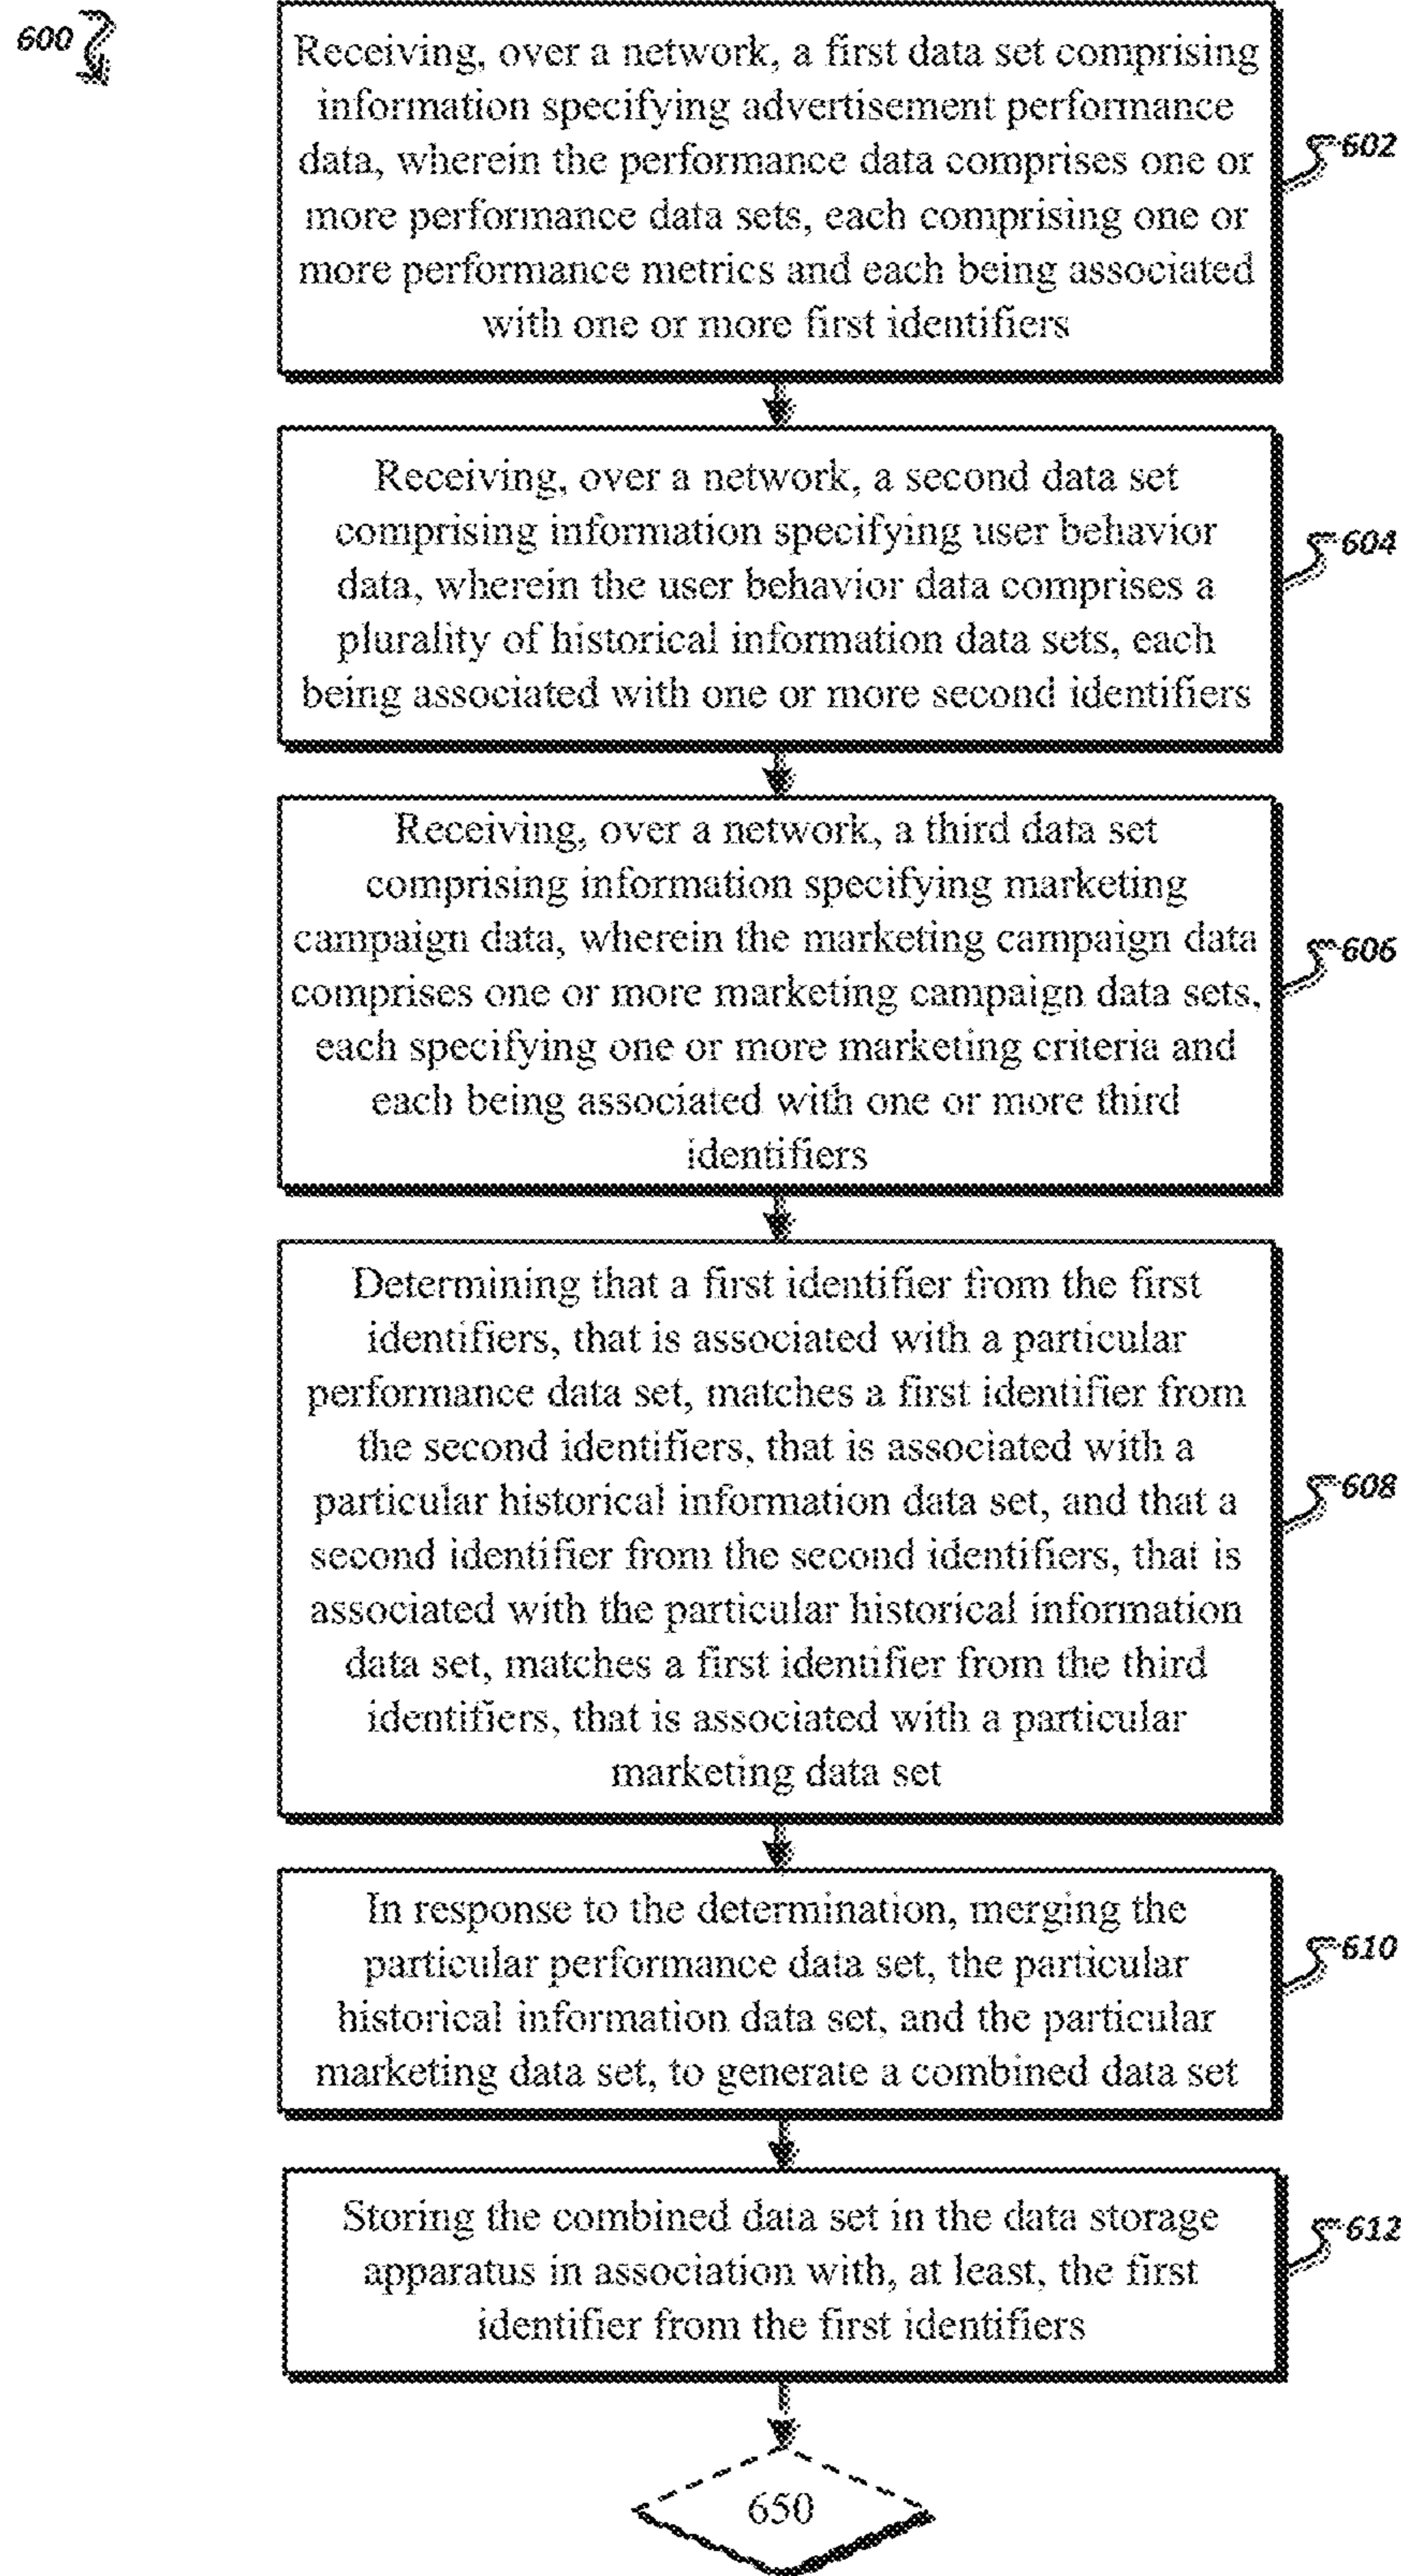 600
Receiving, over a network, a first data set comprising
information specifying advertisement performance
data, wherein the performance data comprises one or
more performance data sets, each comprising one or
more performance metrics and each being associated
with one or more first identifiers
602
Receiving, over a network, a second data set
comprising information specifying user behavior
data, wherein the user behavior data comprises a
plurality of historical information data sets, each
being associated with one or more second identifiers
604
Receiving, over a network, a third data set
comprising information specifying marketing
campaign data, wherein the marketing campaign data
comprises one or more marketing campaign data sets,
each specifying one or more marketing criteria and
each being associated with one or more third
identifiers
606
Determining that a first identifier from the first
identifiers, that is associated with a particular
performance data set, matches a first identifier from
the second identifiers, that is associated with a
particular historical information data set, and that a
second identifier from the second identifiers, that is
associated with the particular historical information
data set, matches a first identifier from the third
identifiers, that is associated with a particular
marketing data set
608
In response to the determination, merging the
particular performance data set, the particular
historical information data set, and the particular
marketing data set, to generate a combined data set
610
Storing the combined data set in the data storage
apparatus in association with, at least, the first
identifier from the first identifiers
612
650